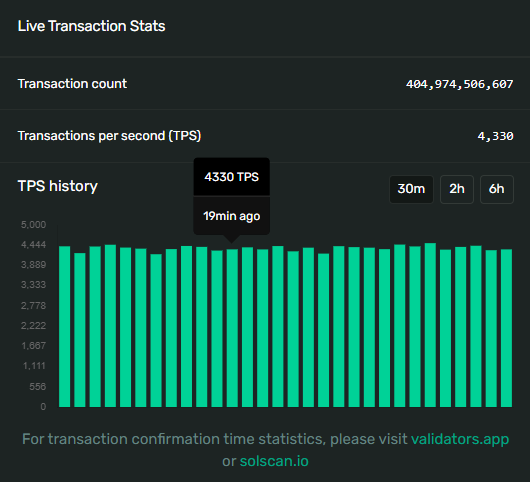 Live Transaction Stats
Transaction count 404,974,506,607
Transactions per second (TPS) 4,330
TPS history
4330 TPS
19min ago
30m 2h 6h
5,000
4,444
3,889
3,333
2,778
2,222
1,667
1,111
556
0
For transaction confirmation time statistics, please visit validators.app
or solscan.io